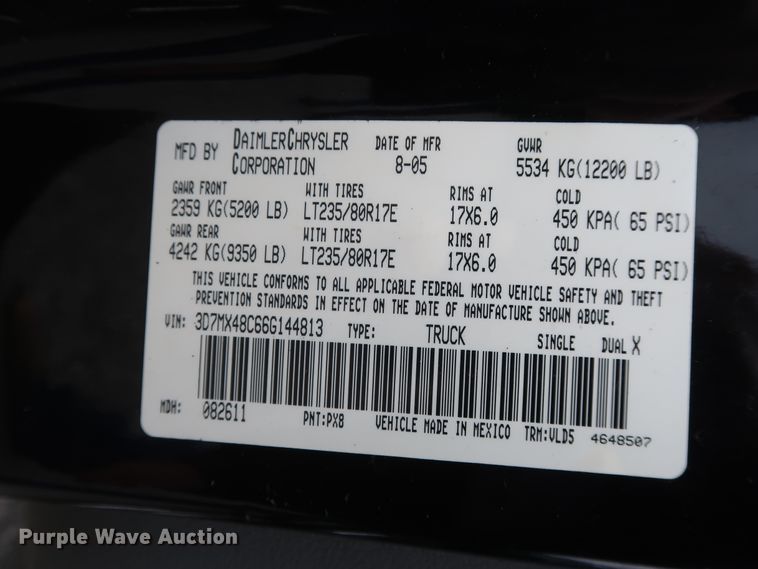 MFD BY DAIMLERCHRYSLER CORPORATION DATE OF MFR 8-05 GVWR 5534 KG(12200 LB)
GAWR FRONT WITH TIRES RIMS AT COLD
2359 KG(5200 LB) LT235/80R17E 17X6.0 450 KPA( 65 PSI)
GAWR REAR WITH TIRES RIMS AT COLD
4242 KG(9350 LB) LT235/80R17E 17X6.0 450 KPA( 65 PSI)
THIS VEHICLE CONFORMS TO ALL APPLICABLE FEDERAL MOTOR VEHICLE SAFETY AND THEFT
PREVENTION STANDARDS IN EFFECT ON THE DATE OF MANUFACTURE SHOWN ABOVE.
VIN: 3D7MX48C66G144813 TYPE: TRUCK SINGLE DUAL X
MDH: 082611 PNT:PX8 VEHICLE MADE IN MEXICO TRM:VLD5 4648507
Purple Wave Auction